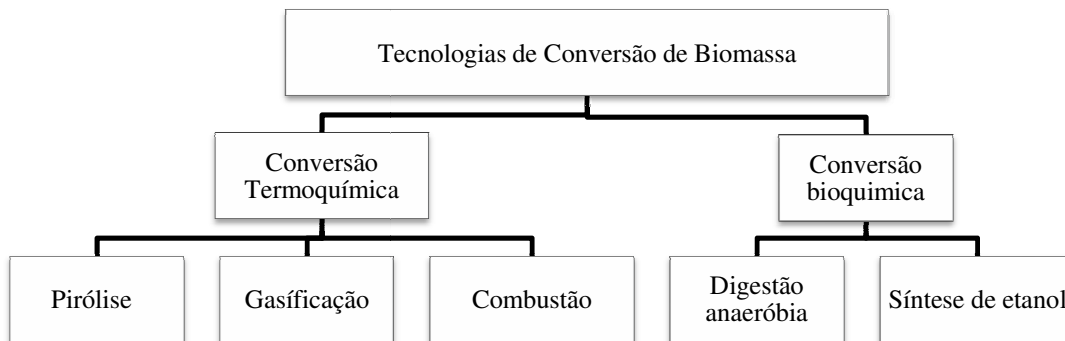 Tecnologias de Conversão de Biomassa
Conversão
Termoquímica
Conversão
bioquimica
Pirólise
Gasíficação
Combustão
Digestão
anaeróbia
Síntese de etanol